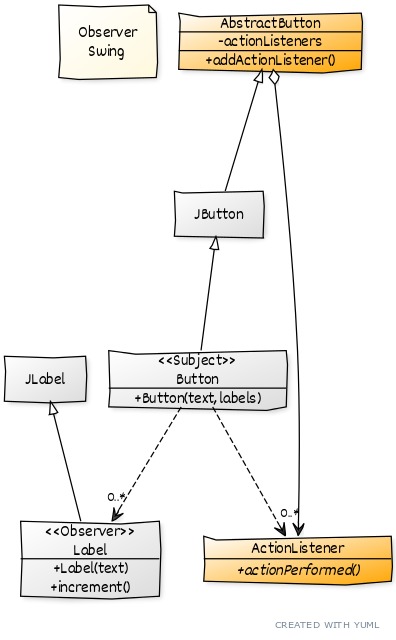 Observer
Swing
AbstractButton
-actionListeners
+addActionListener()
JButton
<<Subject>>
Button
+Button(text,labels)
JLabel
0..*
0..*
<<Observer>>
Label
+Label(text)
+increment()
ActionListener
+actionPerformed()
CREATED WITH YUML